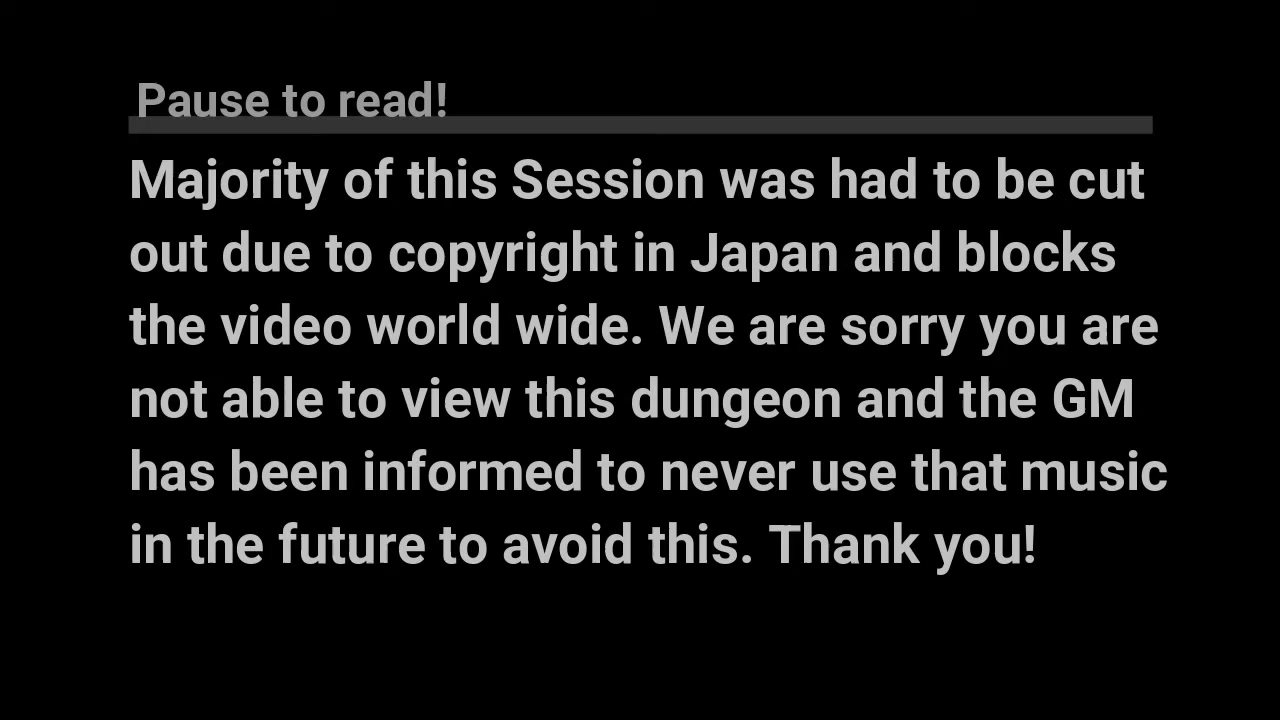 Pause to read!
Majority of this Session was had to be cut
out due to copyright in Japan and blocks
the video world wide. We are sorry you are
not able to view this dungeon and the GM
has been informed to never use that music
in the future to avoid this. Thank you!